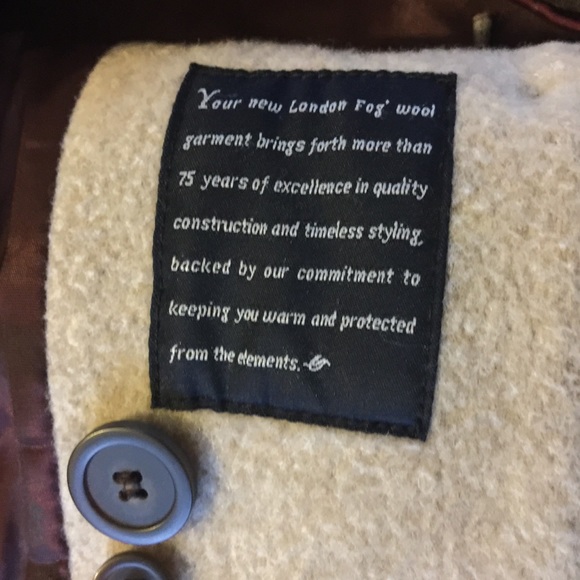 Your new London Fog® wool
garment brings forth more than
75 years of excellence in quality
construction and timeless styling,
backed by our commitment to
keeping you warm and protected
from the elements.